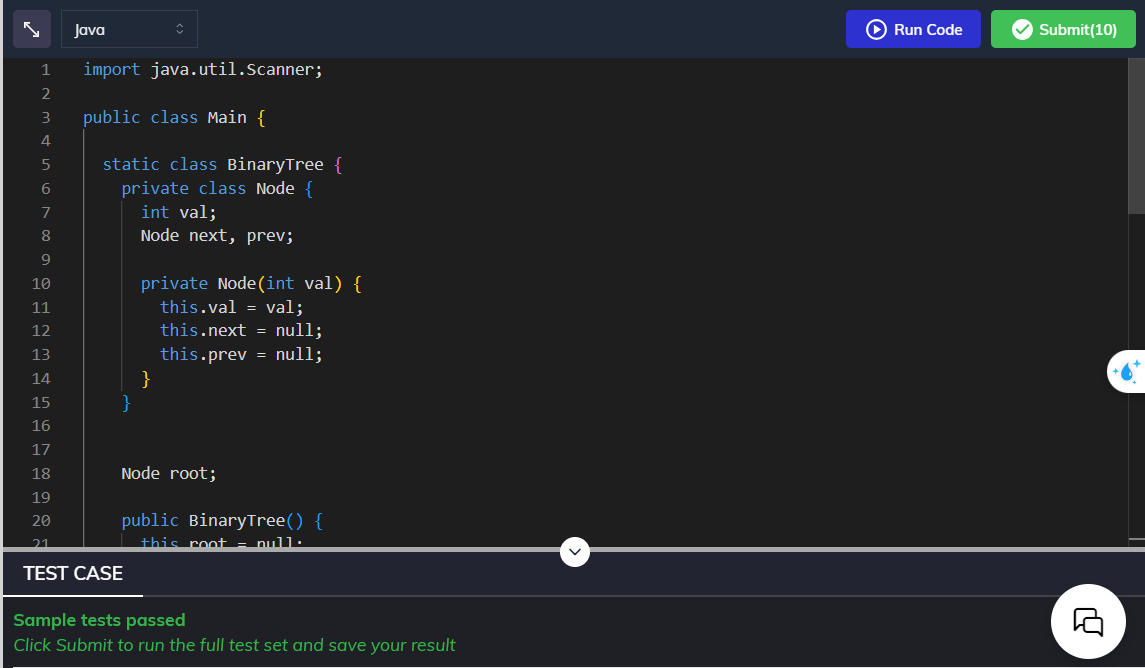 Java
Run Code
Submit(10)
1 import java.util.Scanner;
2
3 public class Main {
4
5 static class BinaryTree {
6 private class Node {
7 int val;
8 Node next, prev;
9
10 private Node(int val) {
11 this.val = val;
12 this.next = null;
13 this.prev = null;
14 }
15 }
16
17
18 Node root;
19
20 public BinaryTree() {
21 this.root = null;
TEST CASE
Sample tests passed
Click Submit to run the full test set and save your result